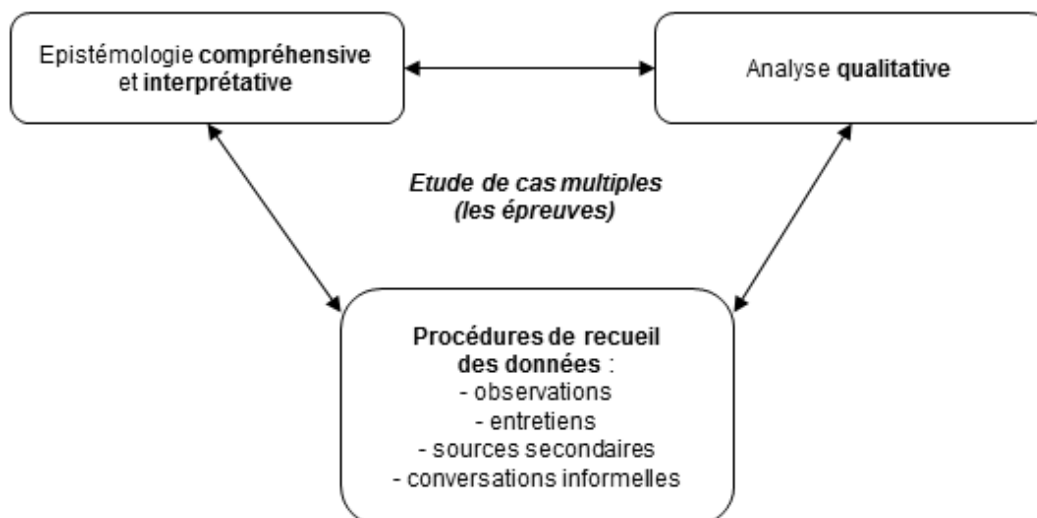 Epistémologie compréhensive
et interprétative
Analyse qualitative
Etude de cas multiples
(les épreuves)
Procédures de recueil
des données :
- observations
- entretiens
- sources secondaires
- conversations informelles